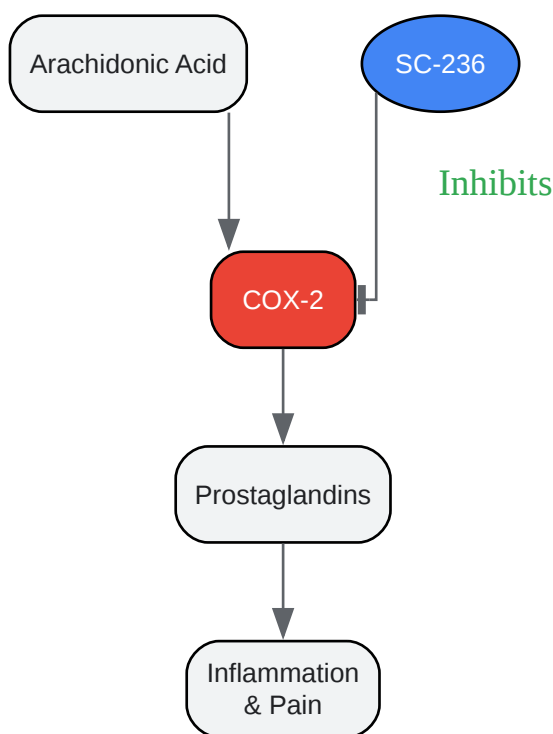 Arachidonic Acid
SC-236
Inhibits
COX-2
Prostaglandins
Inflammation
& Pain